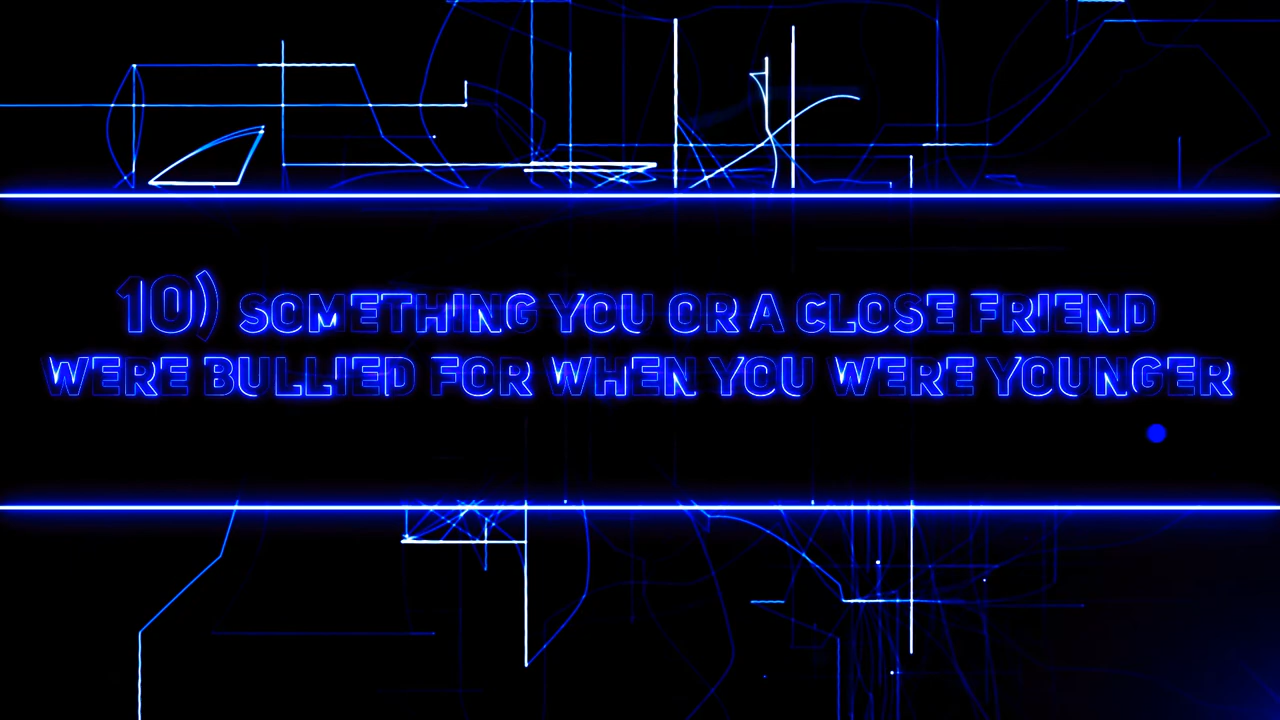 10) SOMETHING YOU OR A CLOSE FRIEND
WERE BULLIED FOR WHEN YOU WERE YOUNGER